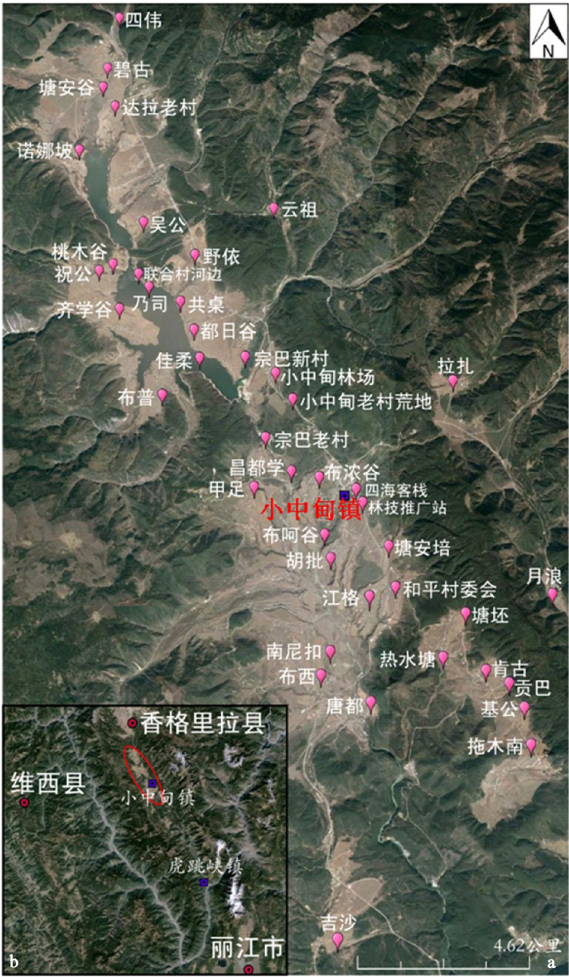 四伟
N
碧古
塘安谷
达拉老村
诺娜坡
云祖
吴公
野依
桃木谷
祝公
联合村河边
乃司
共桌
齐学谷
都日谷
佳柔
宗巴新村
小中甸林场
拉扎
布普
小中甸老村荒地
宗巴老村
昌都学
布浓谷
甲足
四海客栈
小中甸镇
林技推广站
布呵谷
塘安培
胡批
月浪
江格
和平村委会
塘坯
南尼扣
热水塘
布西
肯古
贡巴
唐都
基公
拖木南
吉沙
4.62公里
a
香格里拉县
维西县
小中甸镇
虎跳峡镇
丽江市
b